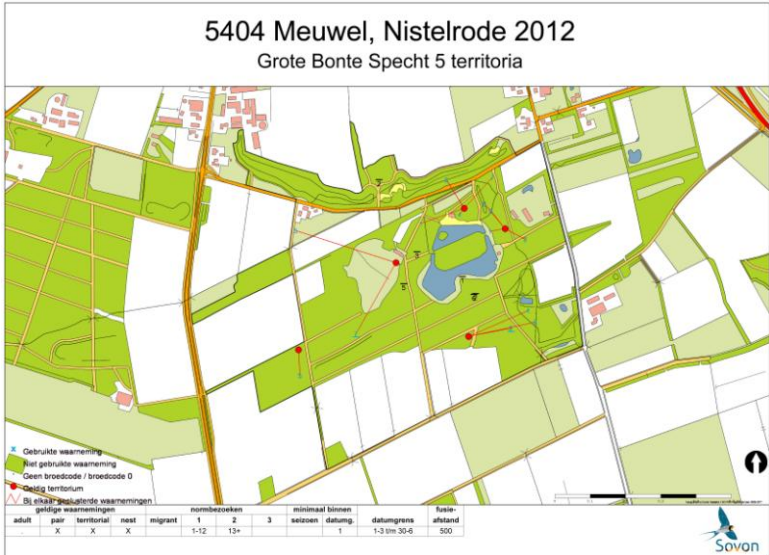 5404 Meuwel, Nistelrode 2012
Grote Bonte Specht 5 territoria
Gebruikte waarneming
Niet gebruikte waarneming
Geen broedcode / broedcode 0
Geldig territorium
Bij elkaar geclusterde waarnemingen
geldige waarnemingen normbezoeken minimaal binnen fusie-
adult pair territorial nest migrant 1 2 3 seizoen datumg. datumgrens afstand
. X X X 1-12 13+ 1 1-3 t/m 30-6 500
Sovon